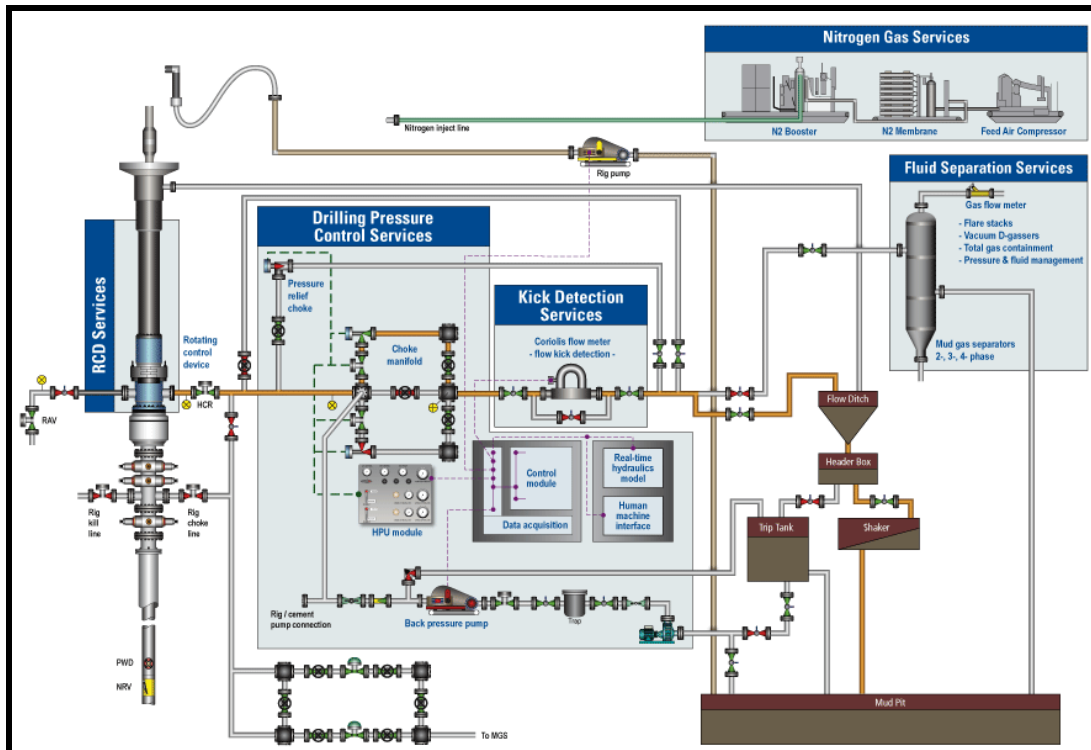 Nitrogen Gas Services
N2 Booster
N2 Membrane
Feed Air Compressor
Nitrogen inject line
Rig pump
Fluid Separation Services
Gas flow meter
- Flare stacks
- Vacuum D-gassers
- Total gas containment
- Pressure & fluid management
Mud gas separators
2-, 3-, 4- phase
RCD Services
Rotating
control
device
HCR
RAV
Drilling Pressure
Control Services
Pressure
relief
choke
Choke
manifold
Kick Detection
Services
Coriolis flow meter
- flow kick detection -
Flow Ditch
Header Box
Trip Tank
Shaker
HPU module
Control
module
Data acquisition
Real-time
hydraulics
model
Human
machine
interface
Rig
kill
line
Rig
choke
line
Rig / cement
pump connection
Back pressure pump
Trap
PWD
NRV
To MGS
Mud Pit